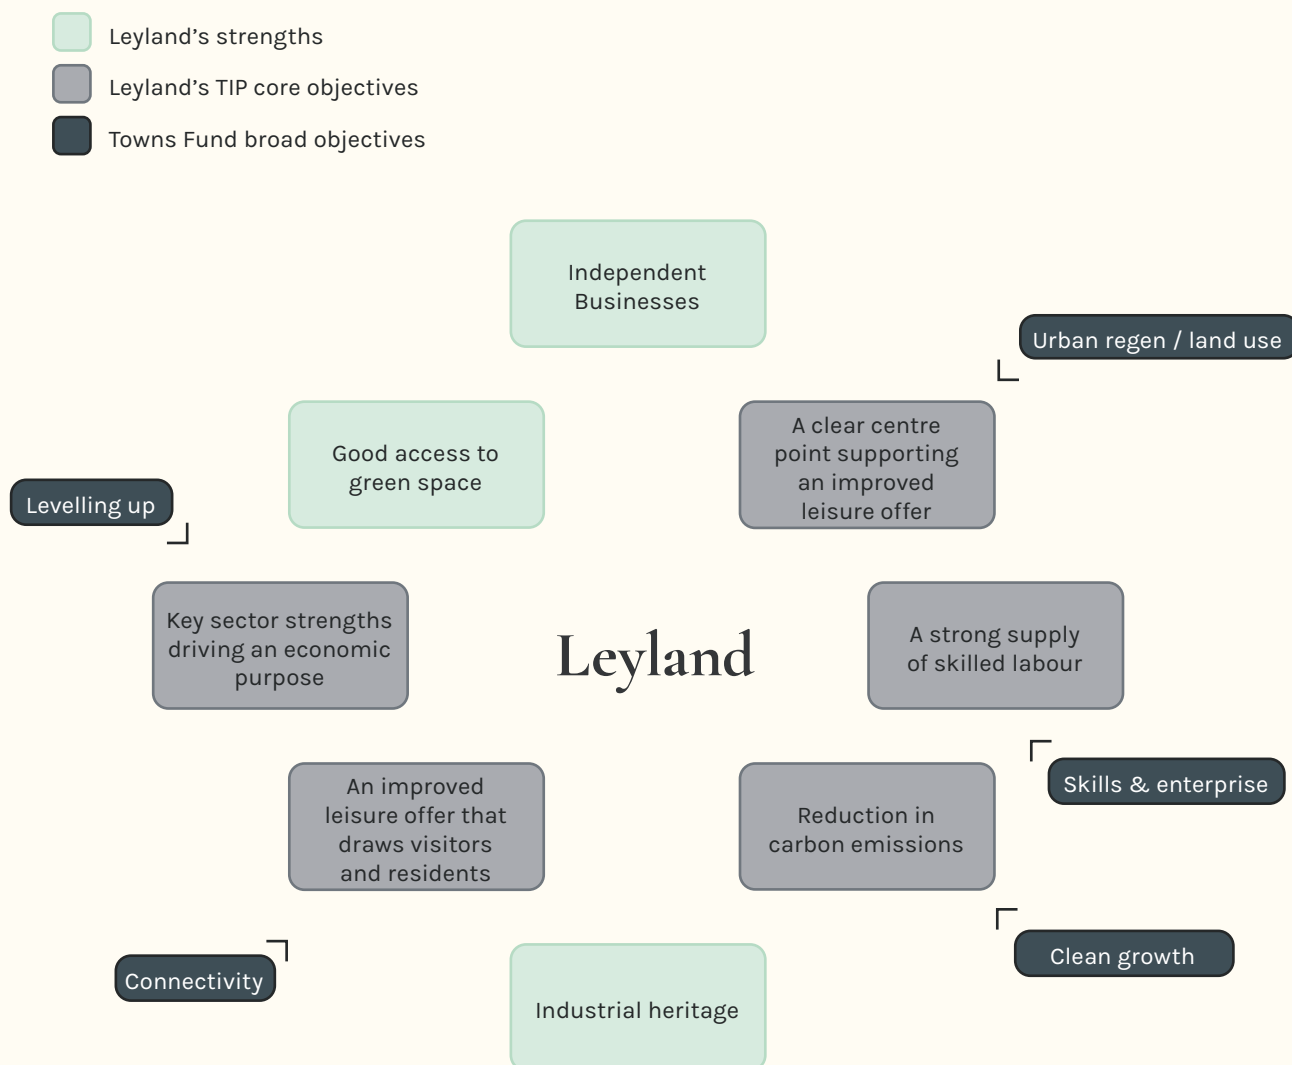 Leyland’s strengths
Leyland’s TIP core objectives
Towns Fund broad objectives
Independent
Businesses
Urban regen / land use
Good access to
green space
A clear centre
point supporting
an improved
leisure offer
Levelling up
Key sector strengths
driving an economic
purpose
Leyland
A strong supply
of skilled labour
An improved
leisure offer that
draws visitors
and residents
Reduction in
carbon emissions
Skills & enterprise
Connectivity
Clean growth
Industrial heritage